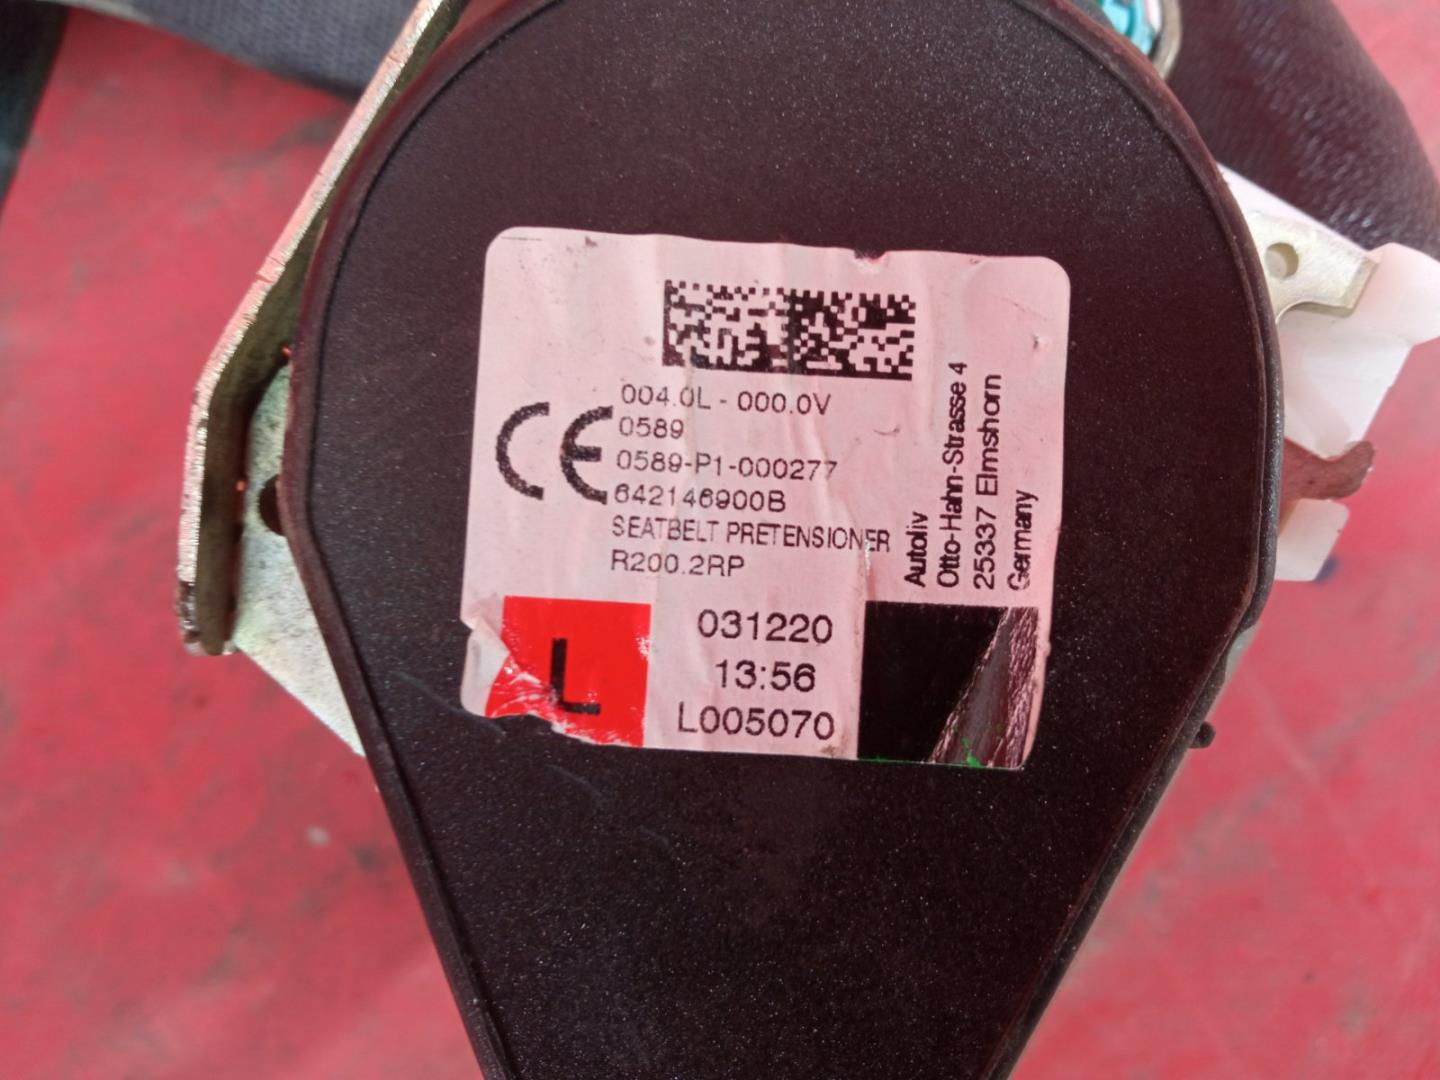 004.0L - 000.0V
CE
0589
0589-P1-000277
642146900B
SEATBELT PRETENSIONER
R200.2RP
Autoliv
Otto-Hahn-Strasse 4
25337 Elmshorn
Germany
L
031220
13:56
L005070